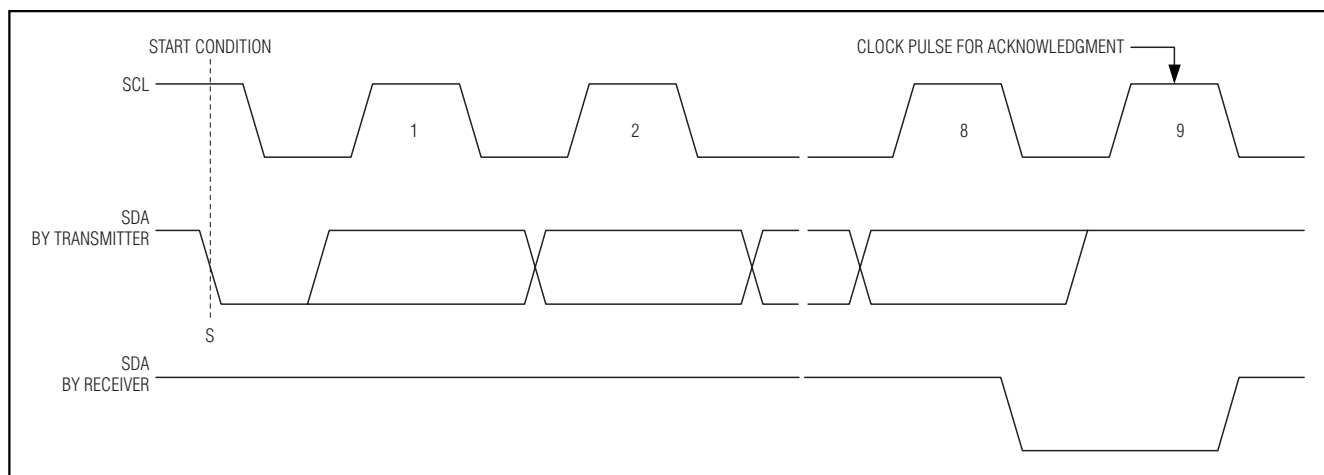 START CONDITION
CLOCK PULSE FOR ACKNOWLEDGMENT
SCL
1
2
8
9
SDA
BY TRANSMITTER
S
SDA
BY RECEIVER